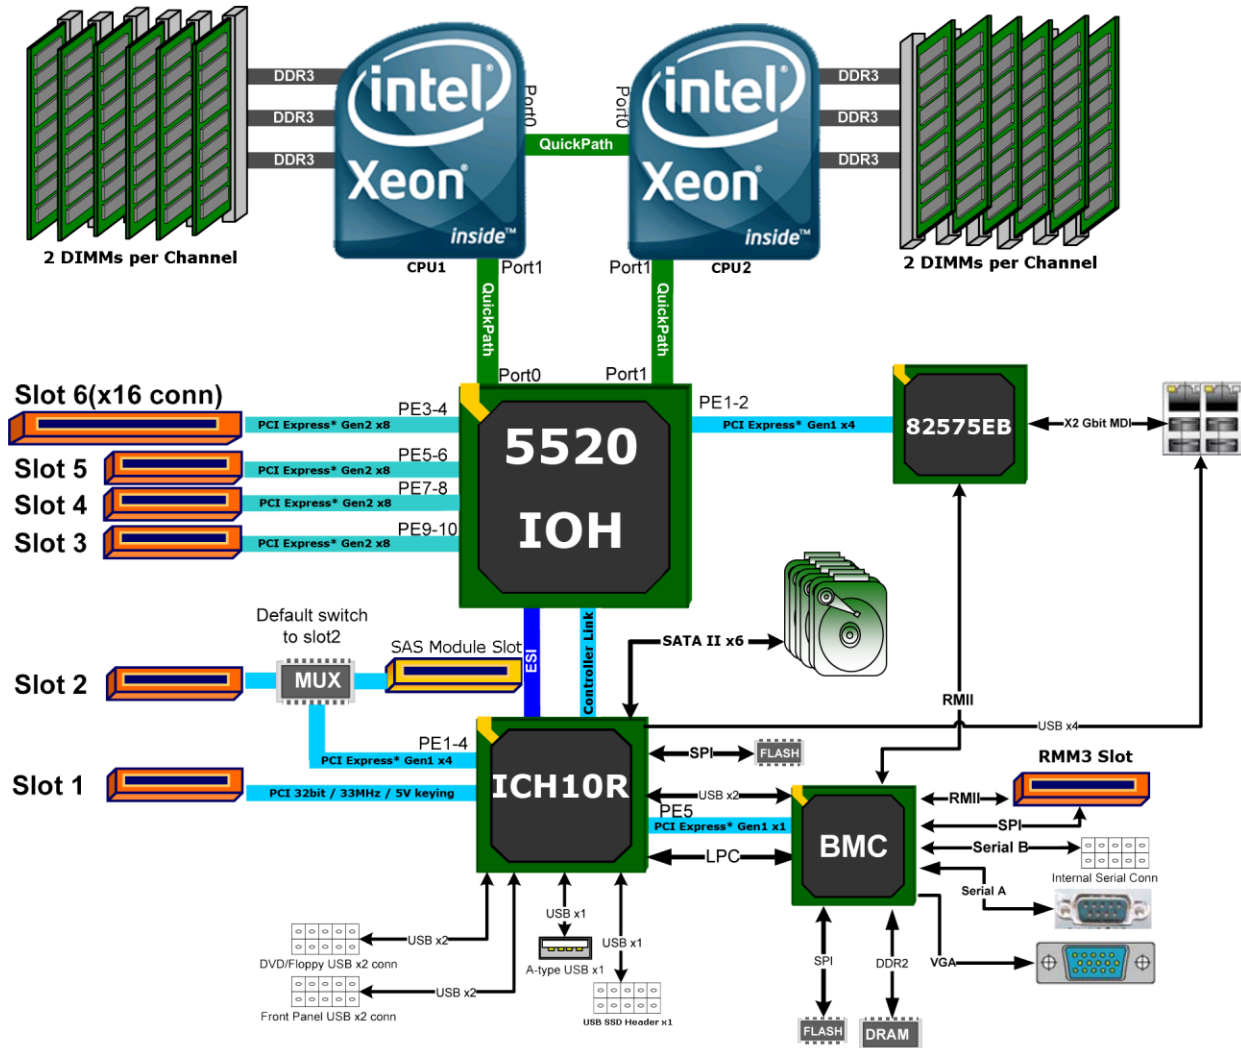 DDR3
DDR3
DDR3
intel®
Xeon®
inside™
CPU1
Port0
QuickPath
Port0
intel®
Xeon®
inside™
CPU2
DDR3
DDR3
DDR3
2 DIMMs per Channel
2 DIMMs per Channel
Port1
QuickPath
Port1
QuickPath
Port0
Port1
Slot 6(x16 conn)
PE3-4
PCI Express* Gen2 x8
Slot 5
PE5-6
PCI Express* Gen2 x8
Slot 4
PE7-8
PCI Express* Gen2 x8
Slot 3
PE9-10
PCI Express* Gen2 x8
5520
IOH
PE1-2
PCI Express* Gen1 x4
82575EB
X2 Gbit MDI
Default switch
to slot2
SAS Module Slot
ESI
Controller Link
SATA II x6
Slot 2
MUX
RMII
USB x4
PE1-4
PCI Express* Gen1 x4
Slot 1
PCI 32bit / 33MHz / 5V keying
ICH10R
SPI
FLASH
USB x2
PE5
PCI Express* Gen1 x1
LPC
BMC
RMM3 Slot
RMII
SPI
Serial B
Internal Serial Conn
Serial A
VGA
USB x2
DVD/Floppy USB x2 conn
USB x2
Front Panel USB x2 conn
USB x1
A-type USB x1
USB x1
USB SSD Header x1
SPI
FLASH
DDR2
DRAM